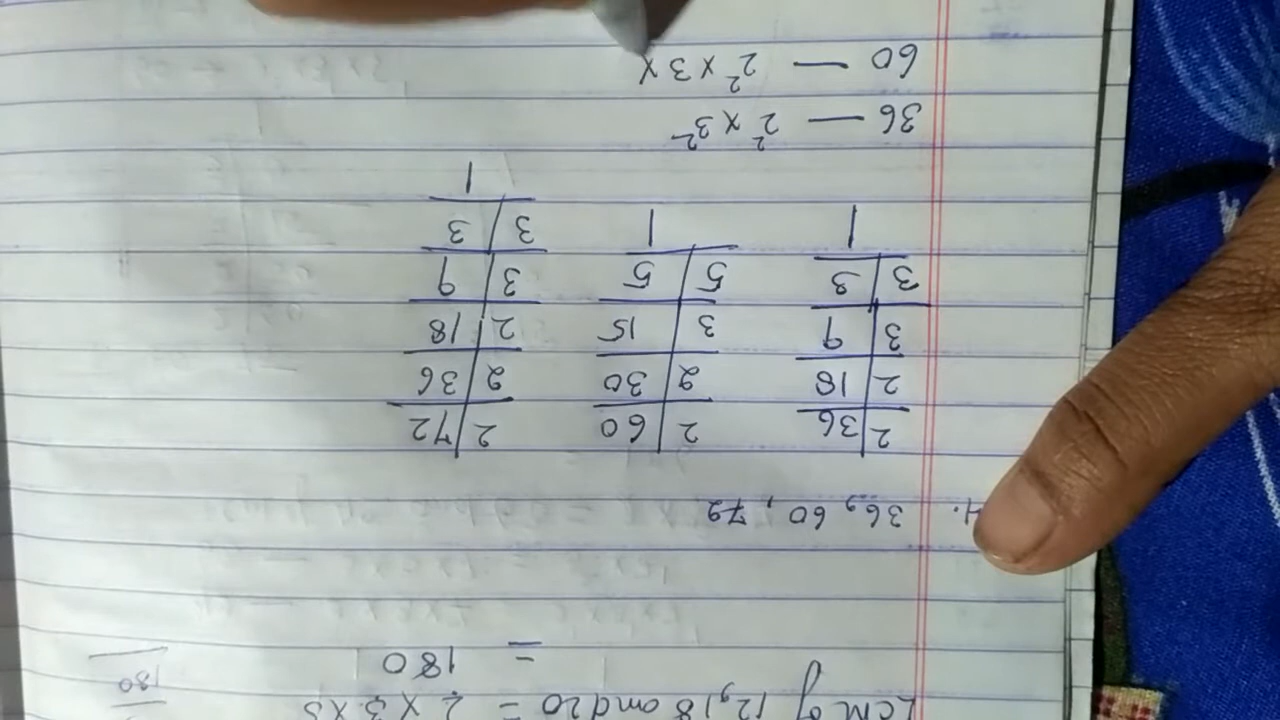 LCM of 12, 18 and 20 = 2 × 3 × 5
= 180
180
4. 36, 60, 72
2 36 2 60 2 72
2 18 2 30 2 36
3 9 3 15 2 18
3 3 5 5 3 9
1 1 3 3
1
36 — 2² × 3²
60 — 2² × 3 ×